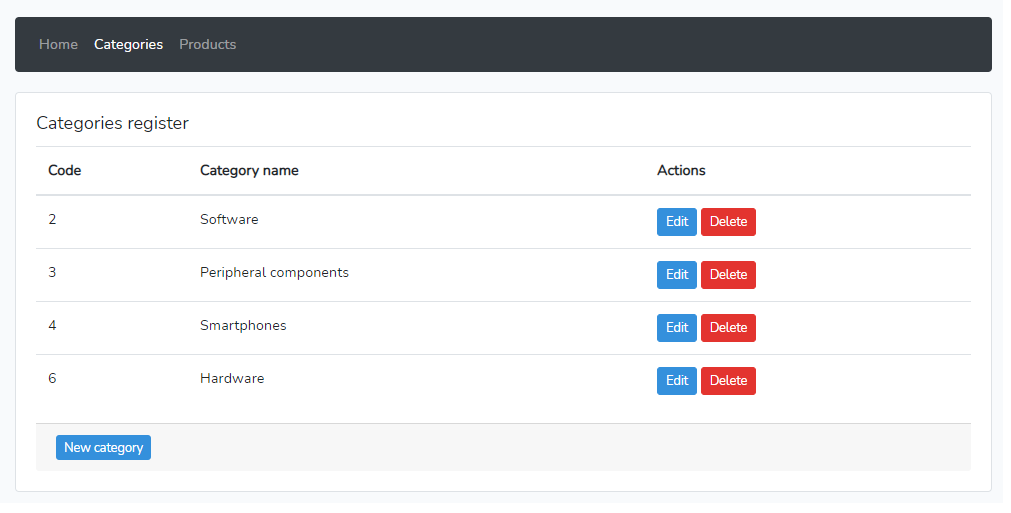 Home Categories Products
Categories register
Code Category name Actions
2 Software Edit Delete
3 Peripheral components Edit Delete
4 Smartphones Edit Delete
6 Hardware Edit Delete
New category